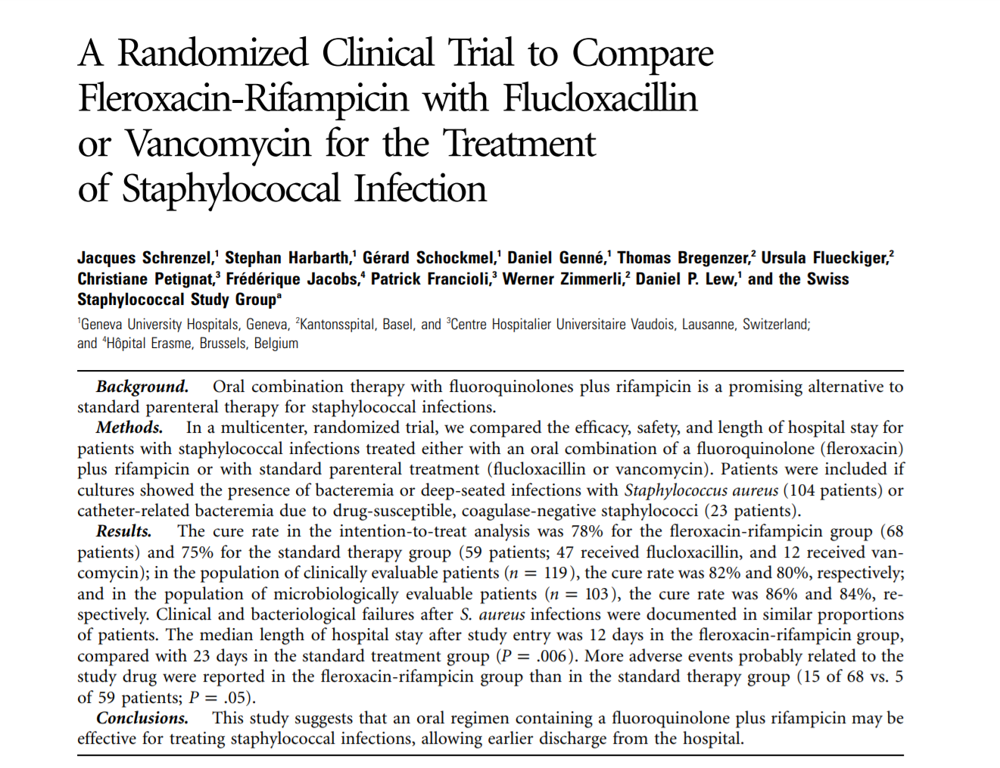 A Randomized Clinical Trial to Compare
Fleroxacin-Rifampicin with Flucloxacillin
or Vancomycin for the Treatment
of Staphylococcal Infection
Jacques Schrenzel,¹ Stephan Harbarth,¹ Gérard Schockmel,¹ Daniel Genné,¹ Thomas Bregenzer,² Ursula Flueckiger,²
Christiane Petignat,³ Frédérique Jacobs,⁴ Patrick Francioli,³ Werner Zimmerli,² Daniel P. Lew,¹ and the Swiss
Staphylococcal Study Groupᵃ
¹Geneva University Hospitals, Geneva, ²Kantonsspital, Basel, and ³Centre Hospitalier Universitaire Vaudois, Lausanne, Switzerland;
and ⁴Hôpital Erasme, Brussels, Belgium
Background. Oral combination therapy with fluoroquinolones plus rifampicin is a promising alternative to
standard parenteral therapy for staphylococcal infections.
Methods. In a multicenter, randomized trial, we compared the efficacy, safety, and length of hospital stay for
patients with staphylococcal infections treated either with an oral combination of a fluoroquinolone (fleroxacin)
plus rifampicin or with standard parenteral treatment (flucloxacillin or vancomycin). Patients were included if
cultures showed the presence of bacteremia or deep-seated infections with Staphylococcus aureus (104 patients) or
catheter-related bacteremia due to drug-susceptible, coagulase-negative staphylococci (23 patients).
Results. The cure rate in the intention-to-treat analysis was 78% for the fleroxacin-rifampicin group (68
patients) and 75% for the standard therapy group (59 patients; 47 received flucloxacillin, and 12 received van-
comycin); in the population of clinically evaluable patients (n = 119), the cure rate was 82% and 80%, respectively;
and in the population of microbiologically evaluable patients (n = 103), the cure rate was 86% and 84%, re-
spectively. Clinical and bacteriological failures after S. aureus infections were documented in similar proportions
of patients. The median length of hospital stay after study entry was 12 days in the fleroxacin-rifampicin group,
compared with 23 days in the standard treatment group (P = .006). More adverse events probably related to the
study drug were reported in the fleroxacin-rifampicin group than in the standard therapy group (15 of 68 vs. 5
of 59 patients; P = .05).
Conclusions. This study suggests that an oral regimen containing a fluoroquinolone plus rifampicin may be
effective for treating staphylococcal infections, allowing earlier discharge from the hospital.